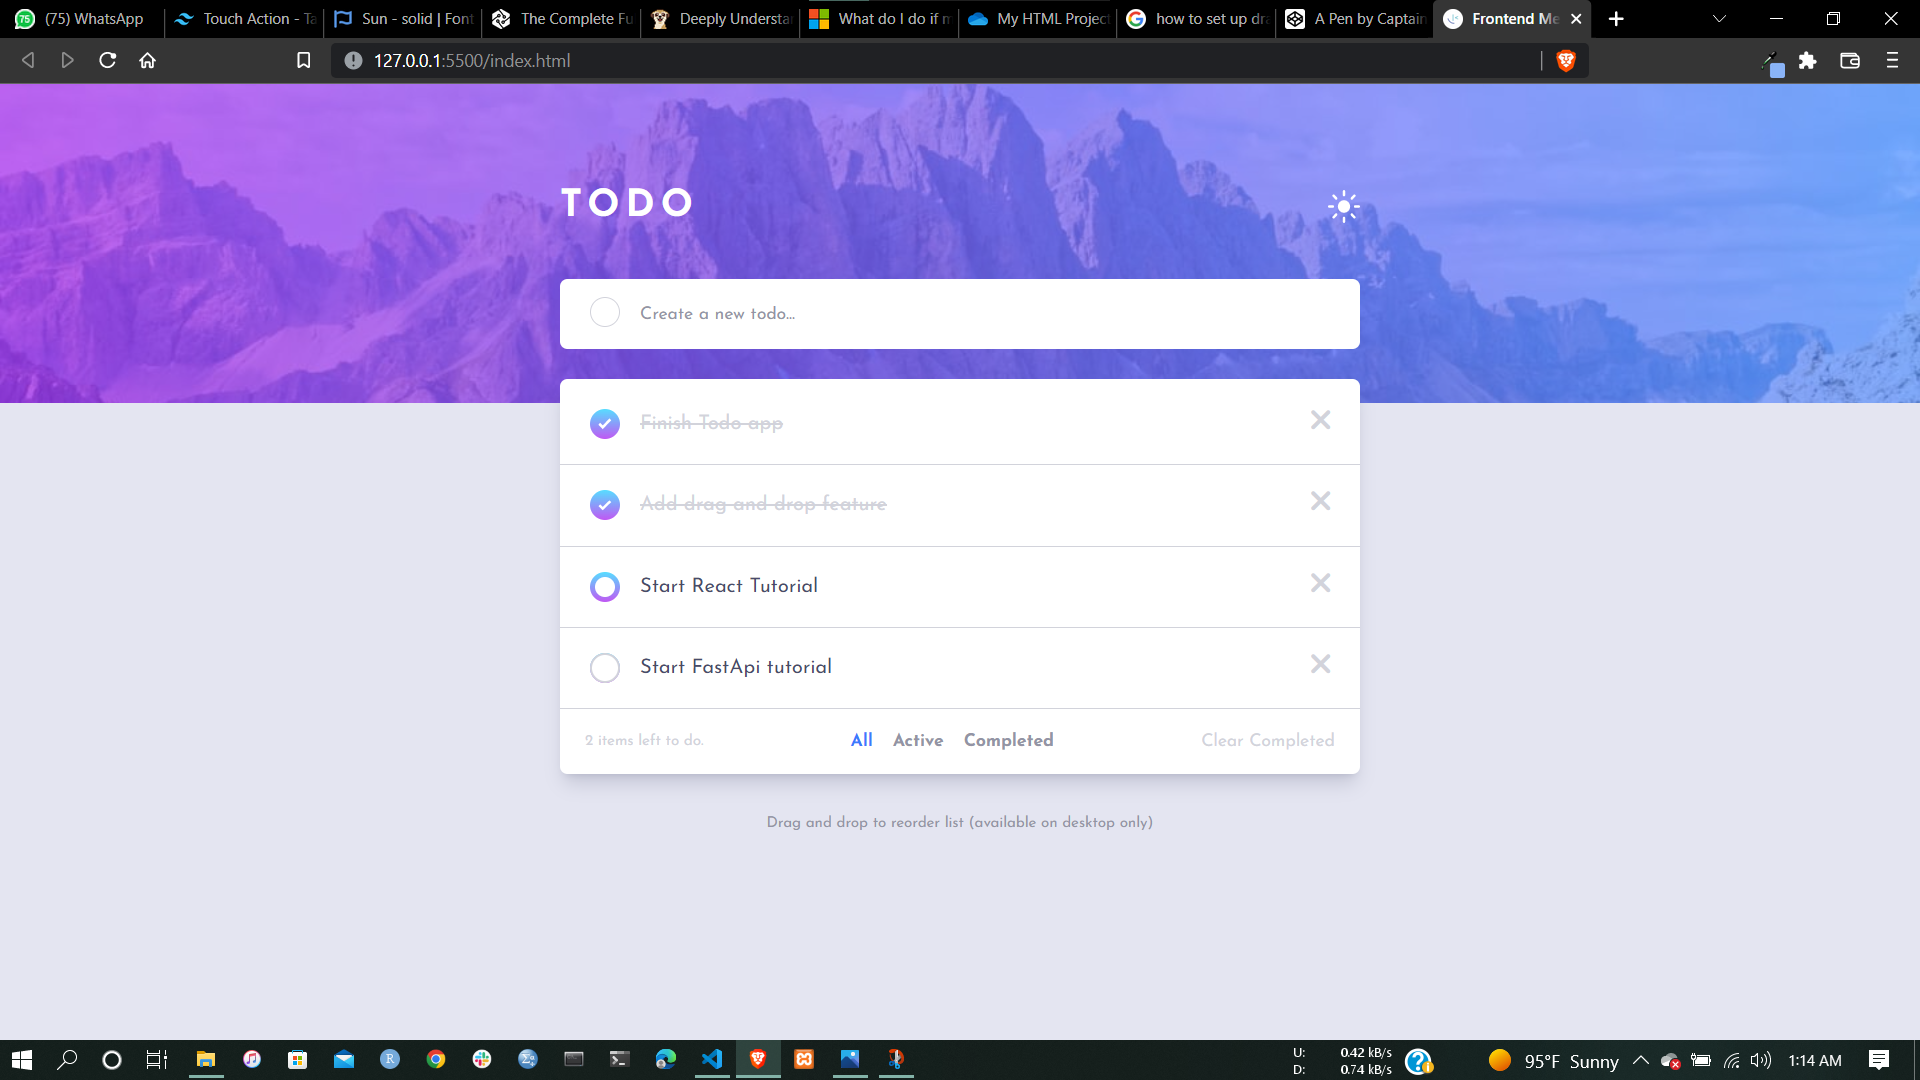 (75) WhatsApp
Touch Action - Ta
Sun - solid | Font
The Complete Fu
Deeply Understa
What do I do if m
My HTML Project
how to set up dra
A Pen by Captain
Frontend Me
127.0.0.1:5500/index.html
TODO
Create a new todo...
Finish Todo app
Add drag and drop feature
Start React Tutorial
Start FastApi tutorial
2 items left to do.
All Active Completed
Clear Completed
Drag and drop to reorder list (available on desktop only)
U: 0.42 kB/s
D: 0.74 kB/s
95°F Sunny
1:14 AM